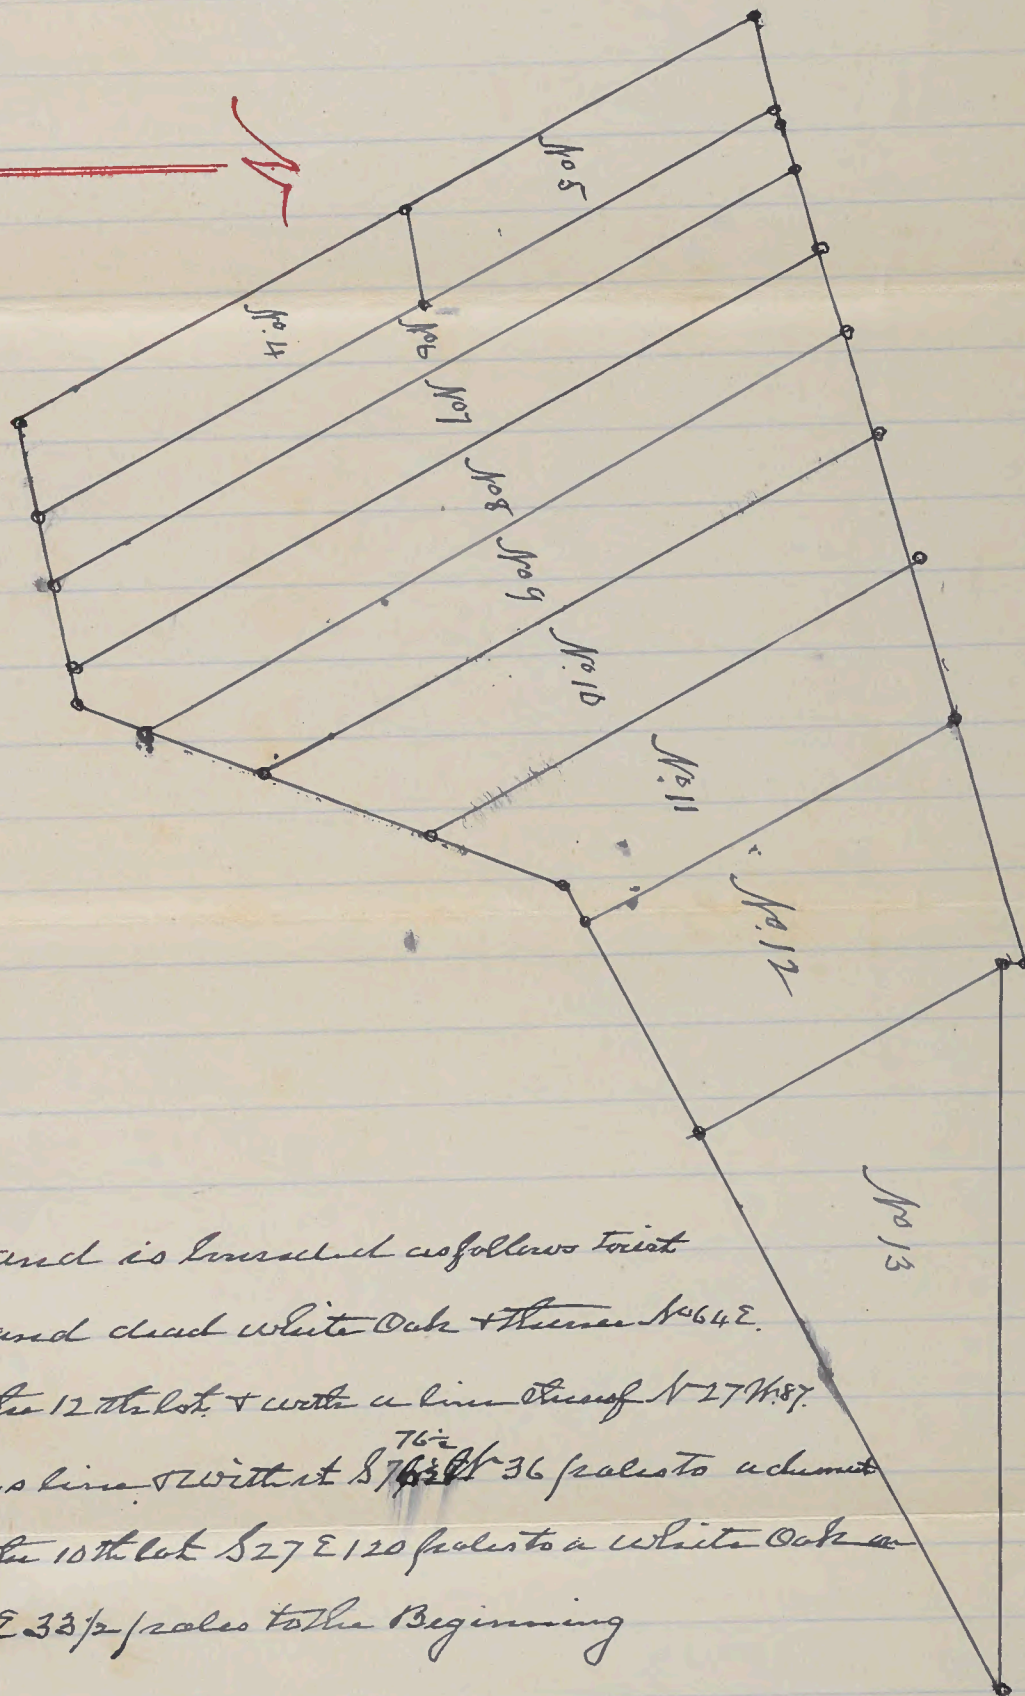 N
No 5
No. 4
No 6
No 7
No 8
No 9
No. 10
No. 11
No. 12
No 13
and is bounded as follows towit
and dead white Oak + thence No 64 E.
the 12th lot. + with a line thereof N 27 W. 87.
76½
s line + with it S W 36 poles to a
the 10th lot S 27 E 120 poles to a white Oak on
E 33½ poles to the Beginning